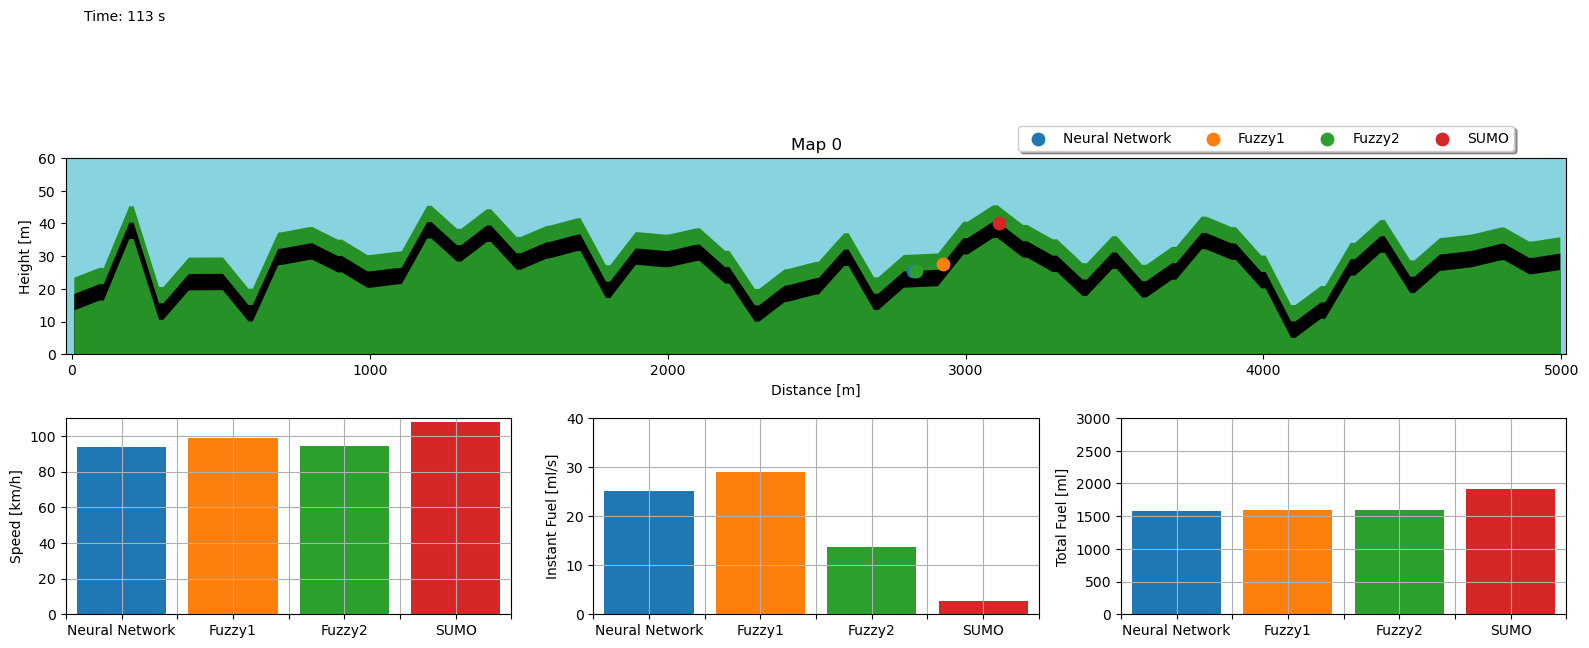 Time: 113 s
Map 0
Neural Network Fuzzy1 Fuzzy2 SUMO
Height [m]
60
50
40
30
20
10
0
0 1000 2000 3000 4000 5000
Distance [m]
Speed [km/h]
100
80
60
40
20
0
Neural Network Fuzzy1 Fuzzy2 SUMO
Instant Fuel [ml/s]
40
30
20
10
0
Neural Network Fuzzy1 Fuzzy2 SUMO
Total Fuel [ml]
3000
2500
2000
1500
1000
500
0
Neural Network Fuzzy1 Fuzzy2 SUMO